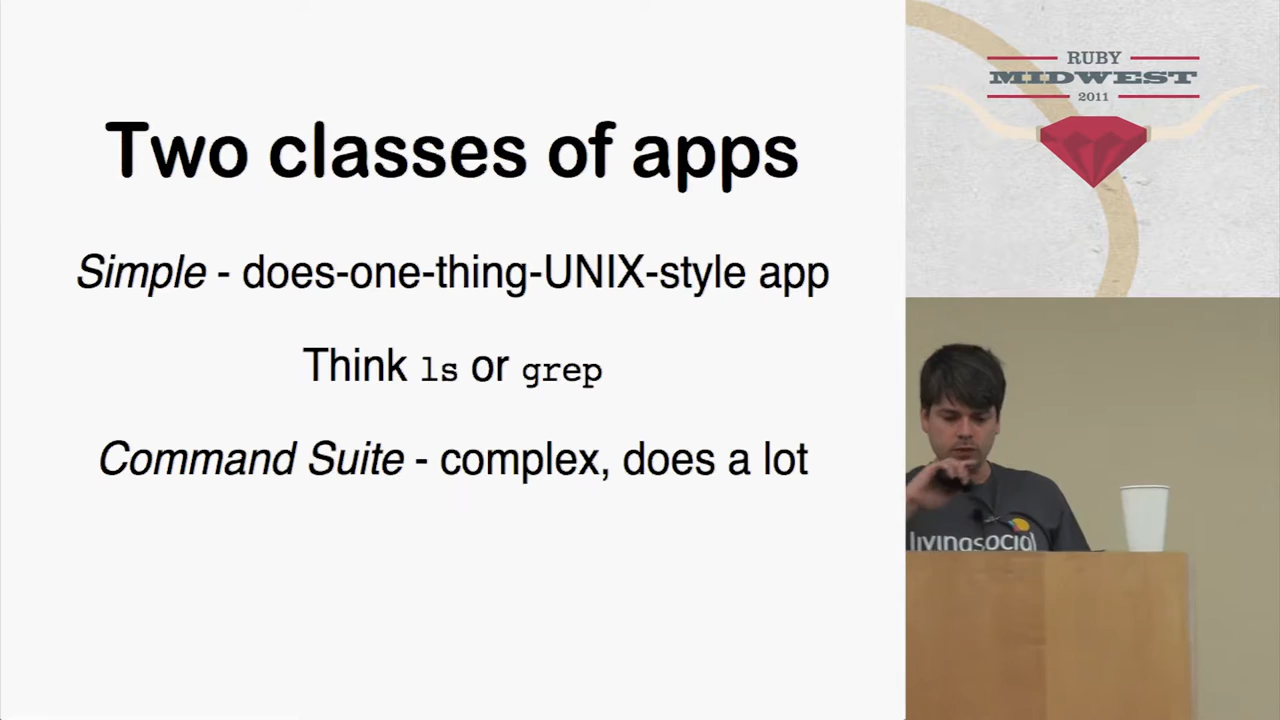 Two classes of apps
Simple - does-one-thing-UNIX-style app
Think ls or grep
Command Suite - complex, does a lot
RUBY
MIDWEST
2011
livingsocial